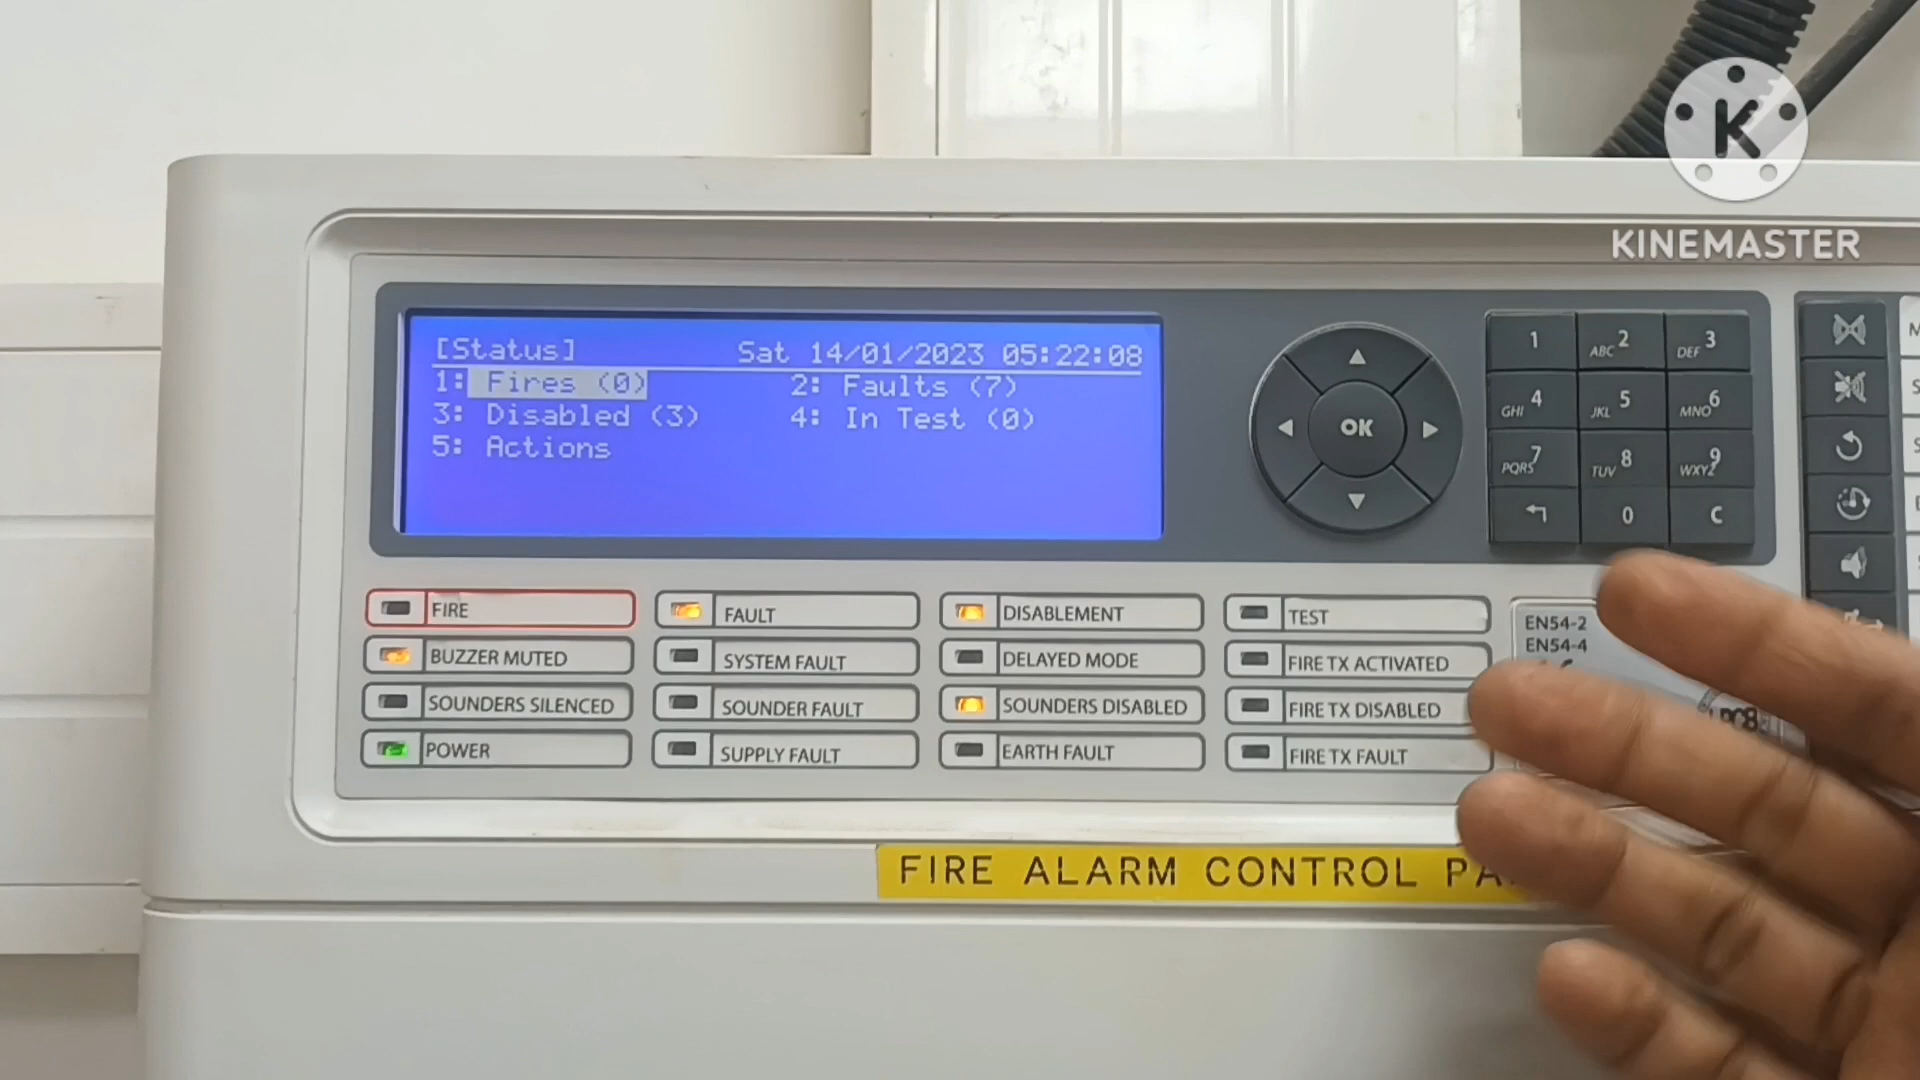 K
KINEMASTER
[Status] Sat 14/01/2023 05:22:08
1: Fires (0) 2: Faults (7)
3: Disabled (3) 4: In Test (0)
5: Actions
OK
1 ABC 2 DEF 3
GHI 4 JKL 5 MNO 6
PQRS 7 TUV 8 WXYZ 9
0 C
FIRE FAULT DISABLEMENT TEST
BUZZER MUTED SYSTEM FAULT DELAYED MODE FIRE TX ACTIVATED
SOUNDERS SILENCED SOUNDER FAULT SOUNDERS DISABLED FIRE TX DISABLED
POWER SUPPLY FAULT EARTH FAULT FIRE TX FAULT
EN54-2
EN54-4
LPCB
FIRE ALARM CONTROL